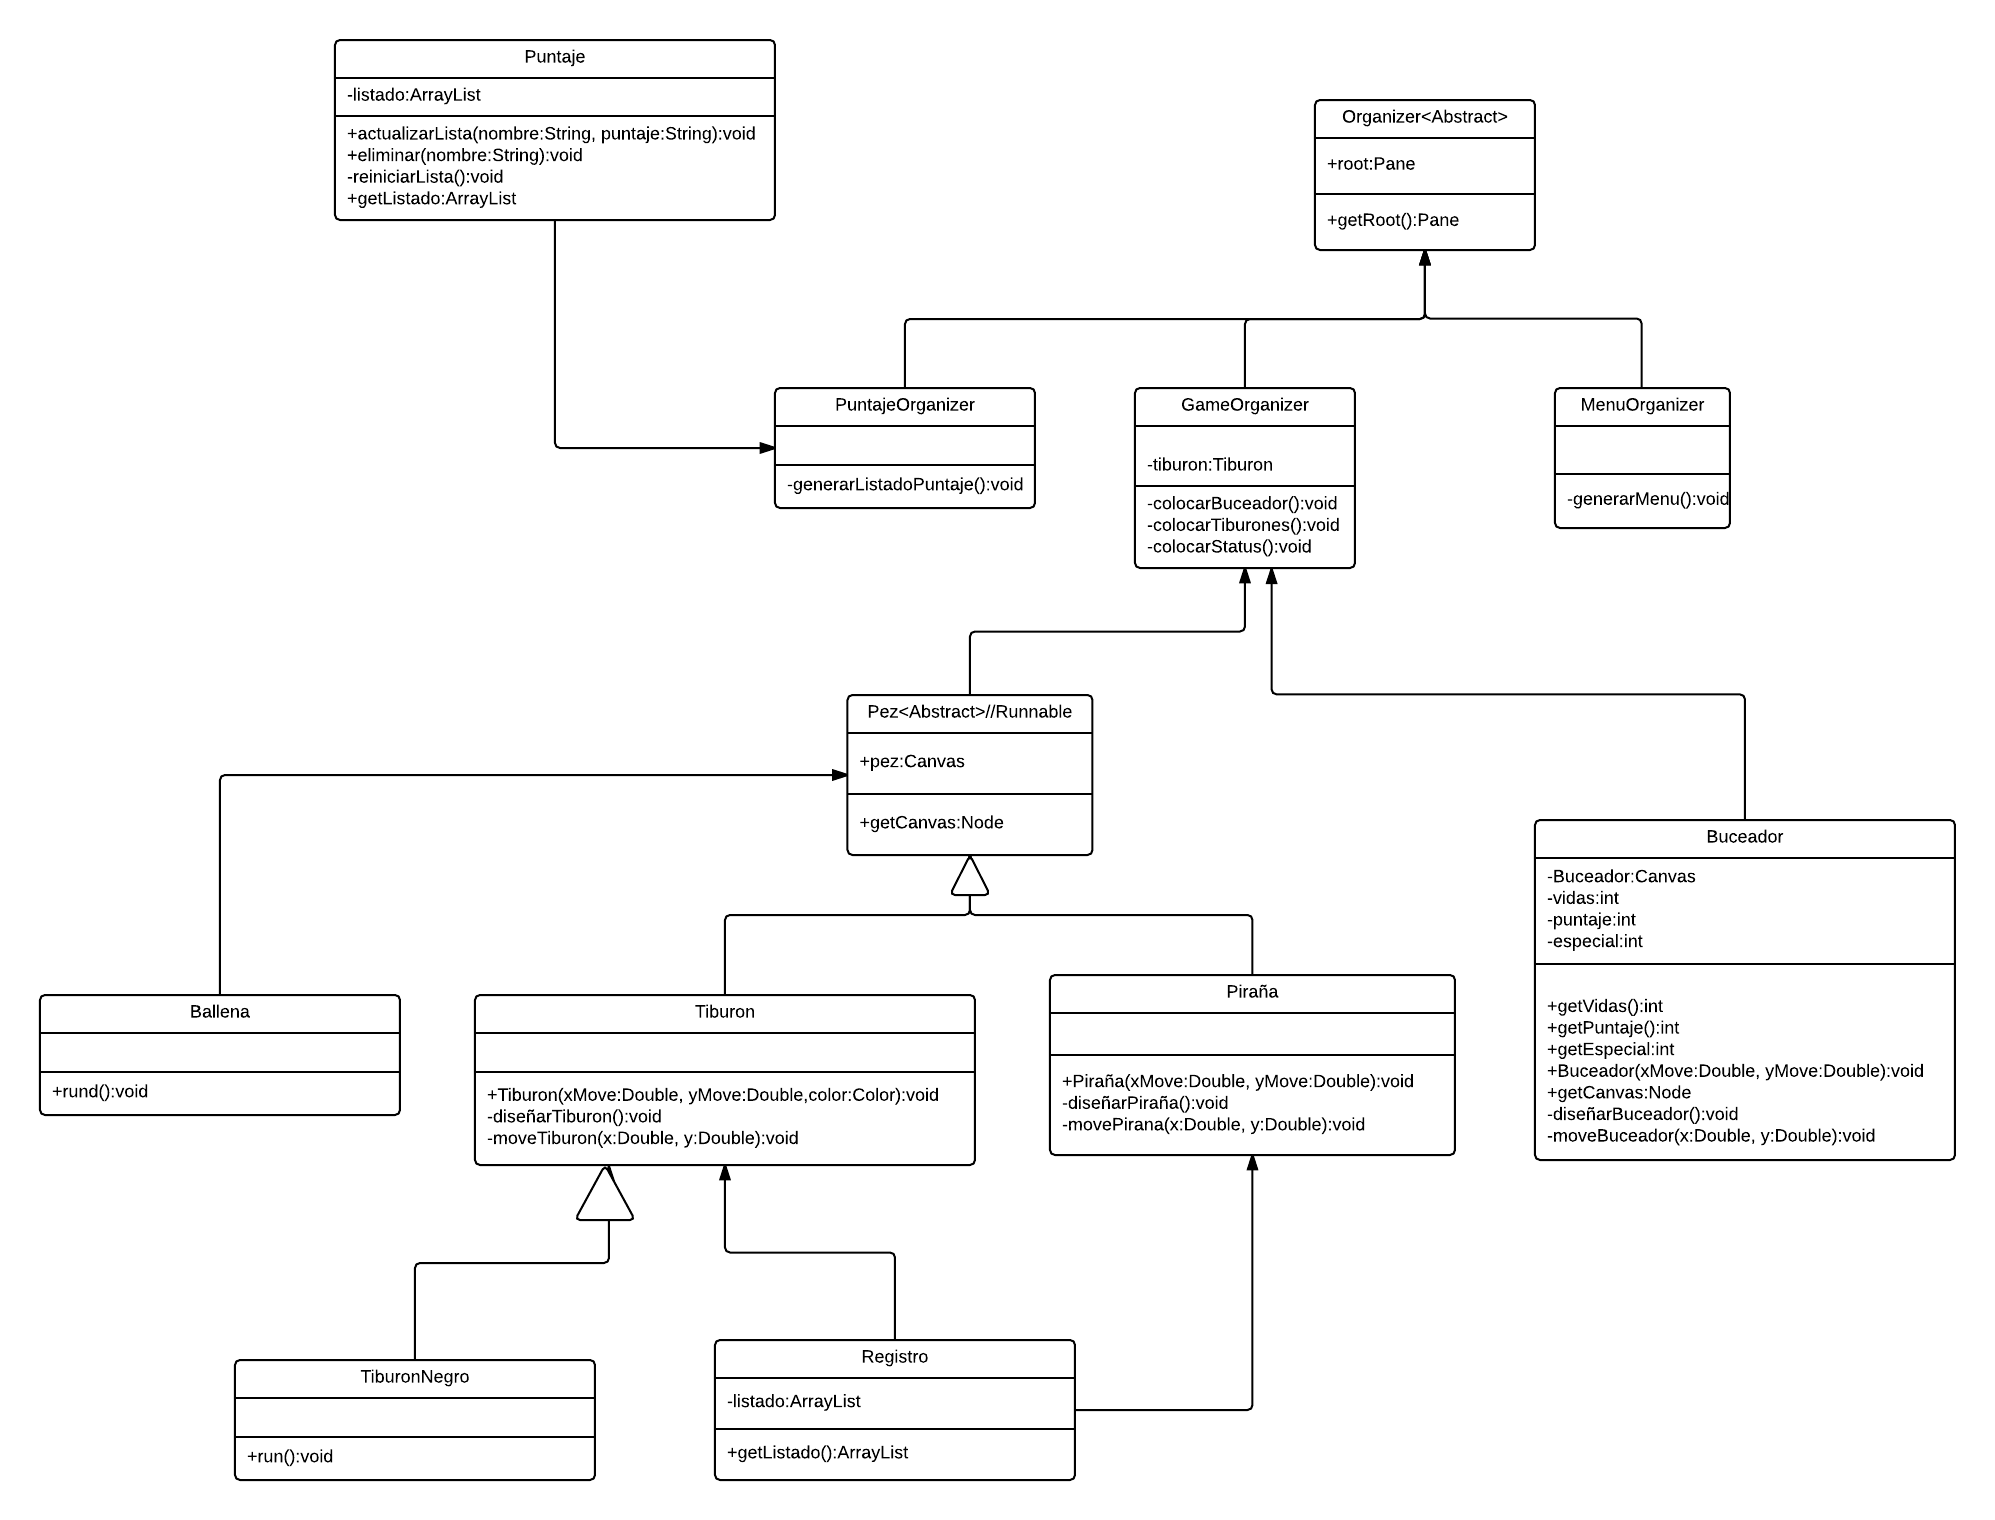 Puntaje
-listado:ArrayList
+actualizarLista(nombre:String, puntaje:String):void
+eliminar(nombre:String):void
-reiniciarLista():void
+getListado:ArrayList
Organizer<Abstract>
+root:Pane
+getRoot():Pane
PuntajeOrganizer
-generarListadoPuntaje():void
GameOrganizer
-tiburon:Tiburon
-colocarBuceador():void
-colocarTiburones():void
-colocarStatus():void
MenuOrganizer
-generarMenu():void
Pez<Abstract>//Runnable
+pez:Canvas
+getCanvas:Node
Buceador
-Buceador:Canvas
-vidas:int
-puntaje:int
-especial:int
+getVidas():int
+getPuntaje():int
+getEspecial:int
+Buceador(xMove:Double, yMove:Double):void
+getCanvas:Node
-diseñarBuceador():void
-moveBuceador(x:Double, y:Double):void
Ballena
+rund():void
Tiburon
+Tiburon(xMove:Double, yMove:Double,color:Color):void
-diseñarTiburon():void
-moveTiburon(x:Double, y:Double):void
Piraña
+Piraña(xMove:Double, yMove:Double):void
-diseñarPiraña():void
-movePirana(x:Double, y:Double):void
TiburonNegro
+run():void
Registro
-listado:ArrayList
+getListado():ArrayList